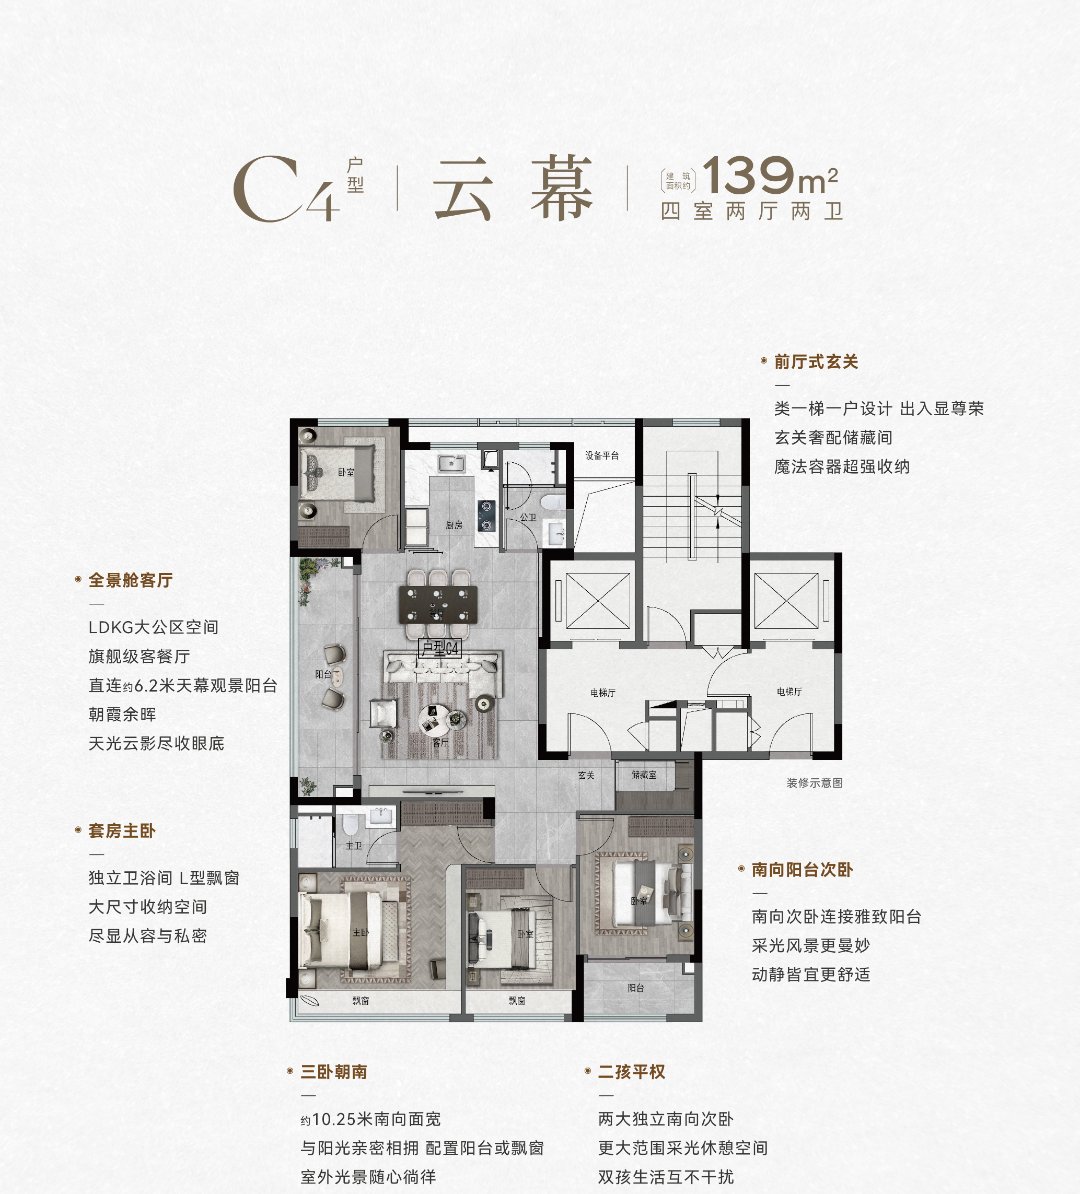 C4户型
云幕
建筑面积约139m²
四室两厅两卫
前厅式玄关
类一梯一户设计 出入显尊荣
玄关奢配储藏间
魔法容器超强收纳
全景舱客厅
LDKG大公区空间
旗舰级客餐厅
直连约6.2米天幕观景阳台
朝霞余晖
天光云影尽收眼底
套房主卧
独立卫浴间 L型飘窗
大尺寸收纳空间
尽显从容与私密
卧室
厨房
公卫
设备平台
户型C4
阳台
客厅
电梯厅
电梯厅
玄关
储藏室
装修示意图
主卫
主卧
卧室
卧室
飘窗
飘窗
阳台
南向阳台次卧
南向次卧连接雅致阳台
采光风景更曼妙
动静皆宜更舒适
三卧朝南
约10.25米南向面宽
与阳光亲密相拥 配置阳台或飘窗
室外光景随心徜徉
二孩平权
两大独立南向次卧
更大范围采光休憩空间
双孩生活互不干扰